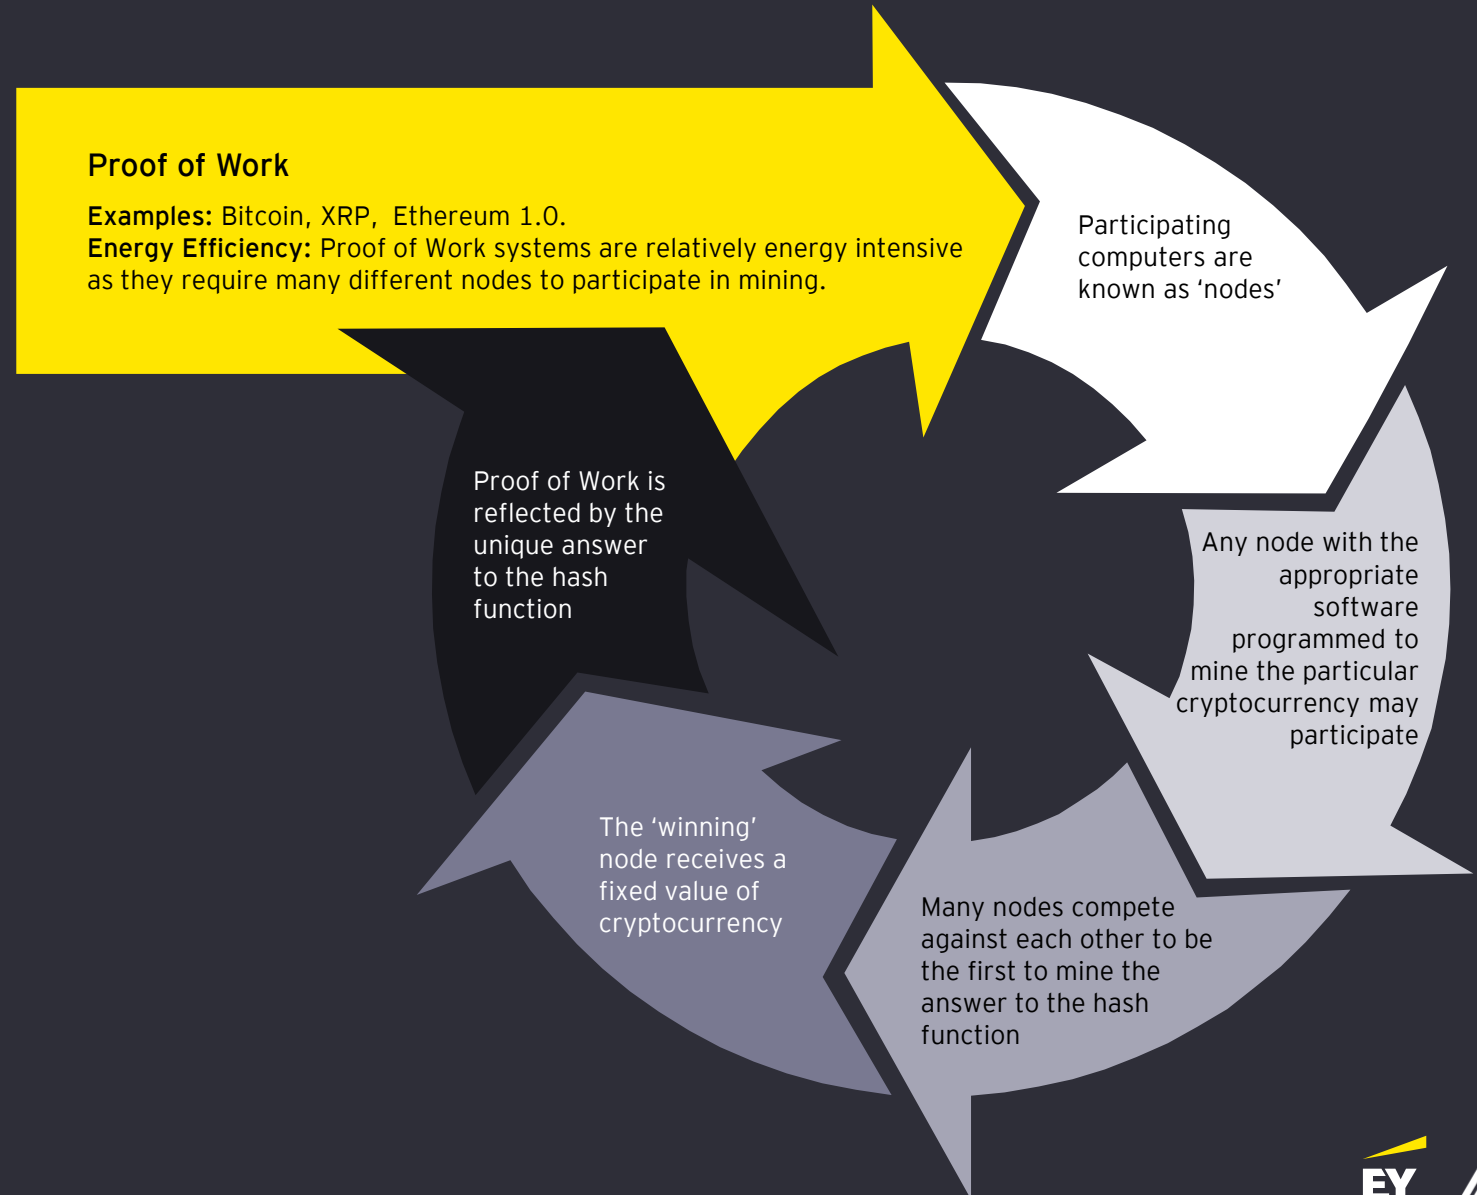 Proof of Work
Examples: Bitcoin, XRP, Ethereum 1.0.
Energy Efficiency: Proof of Work systems are relatively energy intensive
as they require many different nodes to participate in mining.
Participating
computers are
known as ‘nodes’
Any node with the
appropriate
software
programmed to
mine the particular
cryptocurrency may
participate
Many nodes compete
against each other to be
the first to mine the
answer to the hash
function
The ‘winning’
node receives a
fixed value of
cryptocurrency
Proof of Work is
reflected by the
unique answer
to the hash
function
EY